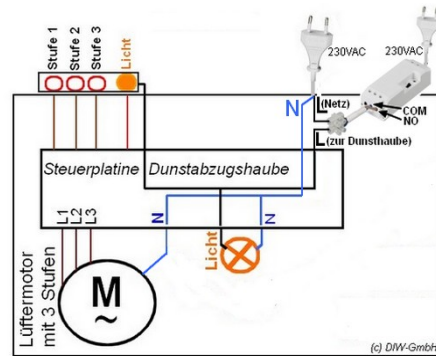 Stufe 1
Stufe 2
Stufe 3
Licht
230VAC
230VAC
N
L(Netz)
COM
NO
L(zur Dunsthaube)
Steuerplatine Dunstabzugshaube
L1
L2
L3
N
N
Licht
Lüftermotor
mit 3 Stufen
M
~
(c) DIW-GmbH